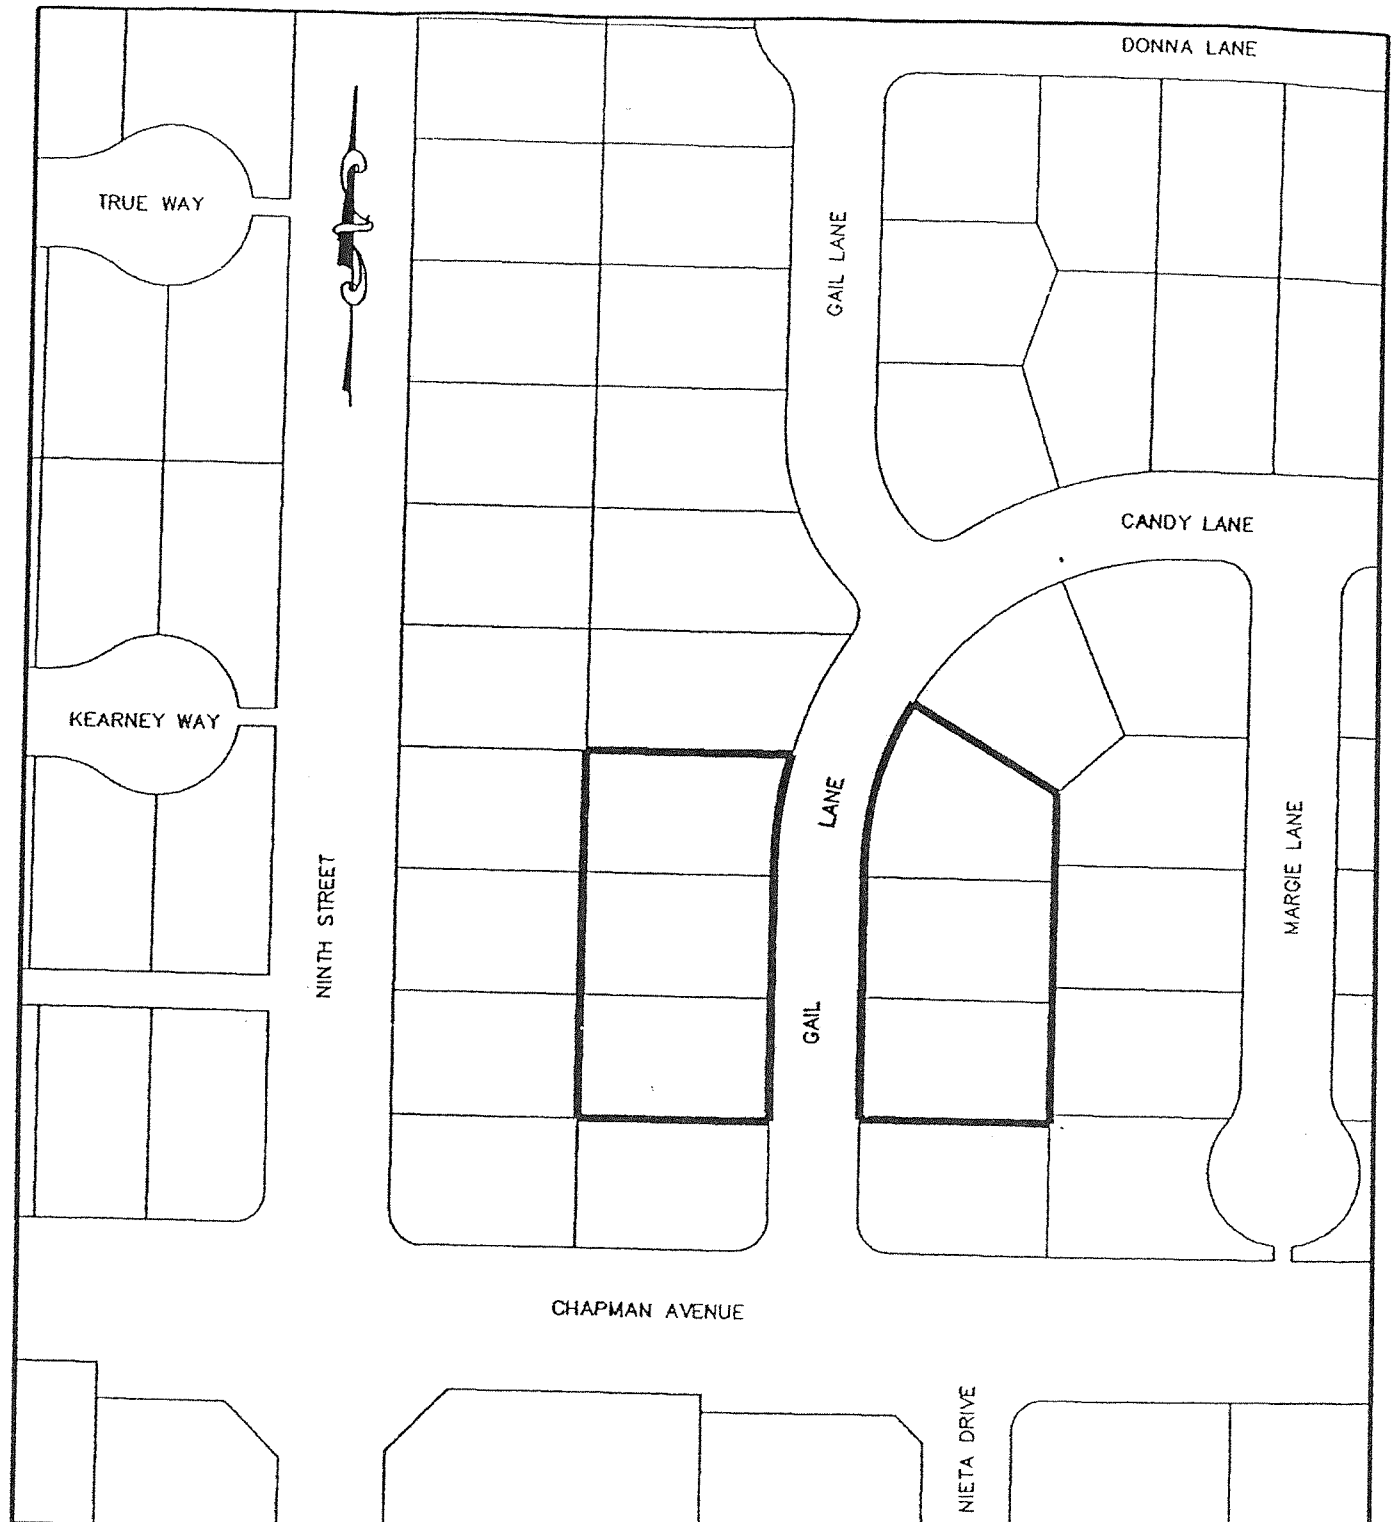 DONNA LANE
TRUE WAY
GAIL LANE
CANDY LANE
KEARNEY WAY
LANE
GAIL
MARGIE LANE
NINTH STREET
CHAPMAN AVENUE
NIETA DRIVE